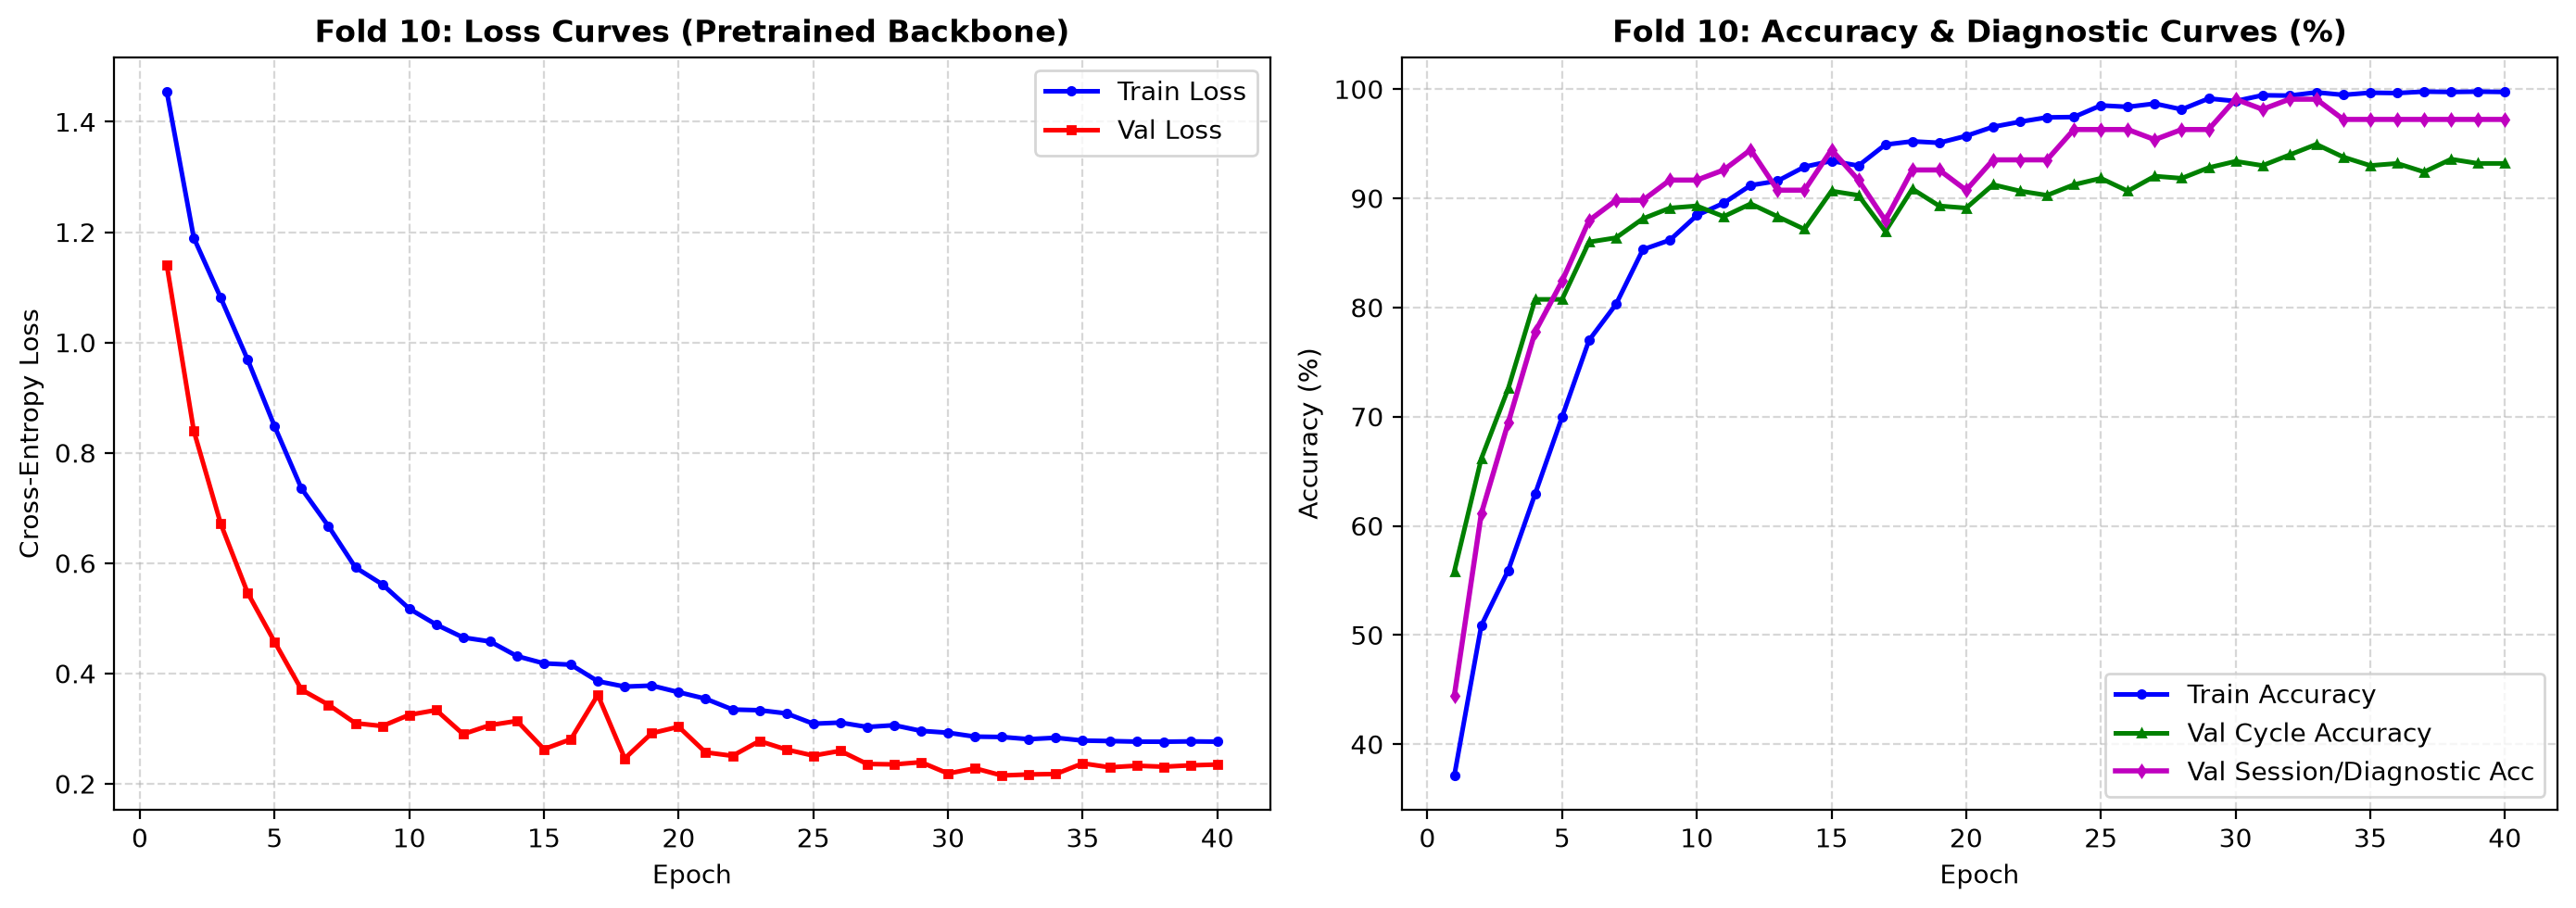 Fold 10: Loss Curves (Pretrained Backbone)
Train Loss
Val Loss
1.4
1.2
1.0
0.8
0.6
0.4
0.2
Cross-Entropy Loss
0 5 10 15 20 25 30 35 40
Epoch
Fold 10: Accuracy & Diagnostic Curves (%)
100
90
80
70
60
50
40
Accuracy (%)
Train Accuracy
Val Cycle Accuracy
Val Session/Diagnostic Acc
0 5 10 15 20 25 30 35 40
Epoch